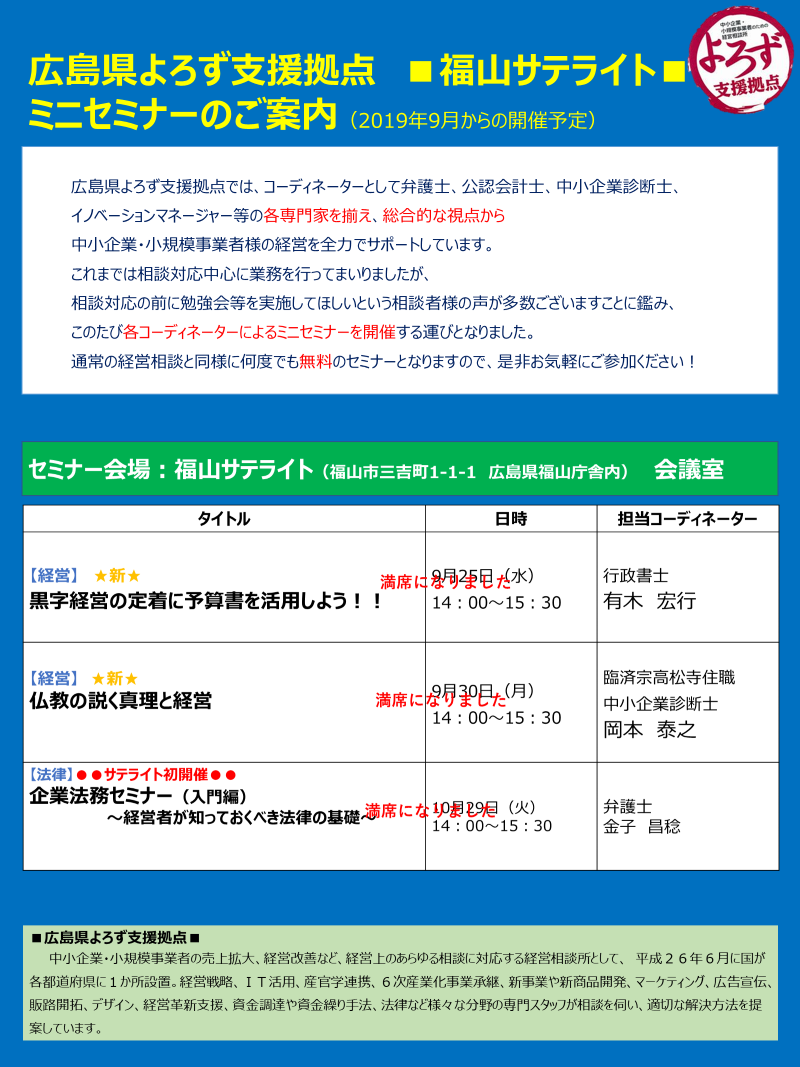 中小企業・
小規模事業者のための
経営相談所
よろず
支援拠点
広島県よろず支援拠点　■福山サテライト■
ミニセミナーのご案内（2019年9月からの開催予定）
広島県よろず支援拠点では、コーディネーターとして弁護士、公認会計士、中小企業診断士、
イノベーションマネージャー等の各専門家を揃え、総合的な視点から
中小企業・小規模事業者様の経営を全力でサポートしています。
これまでは相談対応中心に業務を行ってまいりましたが、
相談対応の前に勉強会等を実施してほしいという相談者様の声が多数ございますことに鑑み、
このたび各コーディネーターによるミニセミナーを開催する運びとなりました。
通常の経営相談と同様に何度でも無料のセミナーとなりますので、是非お気軽にご参加ください！
セミナー会場：福山サテライト（福山市三吉町1-1-1 広島県福山庁舎内）　会議室
タイトル　日時　担当コーディネーター
【経営】　★新★
黒字経営の定着に予算書を活用しよう！！
満席になりました
9月25日（水）
14：00～15：30
行政書士
有木　宏行
【経営】　★新★
仏教の説く真理と経営
満席になりました
9月30日（月）
14：00～15：30
臨済宗高松寺住職
中小企業診断士
岡本　泰之
【法律】●●サテライト初開催●●
企業法務セミナー（入門編）
～経営者が知っておくべき法律の基礎～
満席になりました
10月29日（火）
14：00～15：30
弁護士
金子　昌稔
■広島県よろず支援拠点■
中小企業・小規模事業者の売上拡大、経営改善など、経営上のあらゆる相談に対応する経営相談所として、 平成２６年６月に国が
各都道府県に１か所設置。経営戦略、ＩＴ活用、産官学連携、６次産業化事業承継、新事業や新商品開発、マーケティング、広告宣伝、
販路開拓、デザイン、経営革新支援、資金調達や資金繰り手法、法律など様々な分野の専門スタッフが相談を伺い、適切な解決方法を提
案しています。